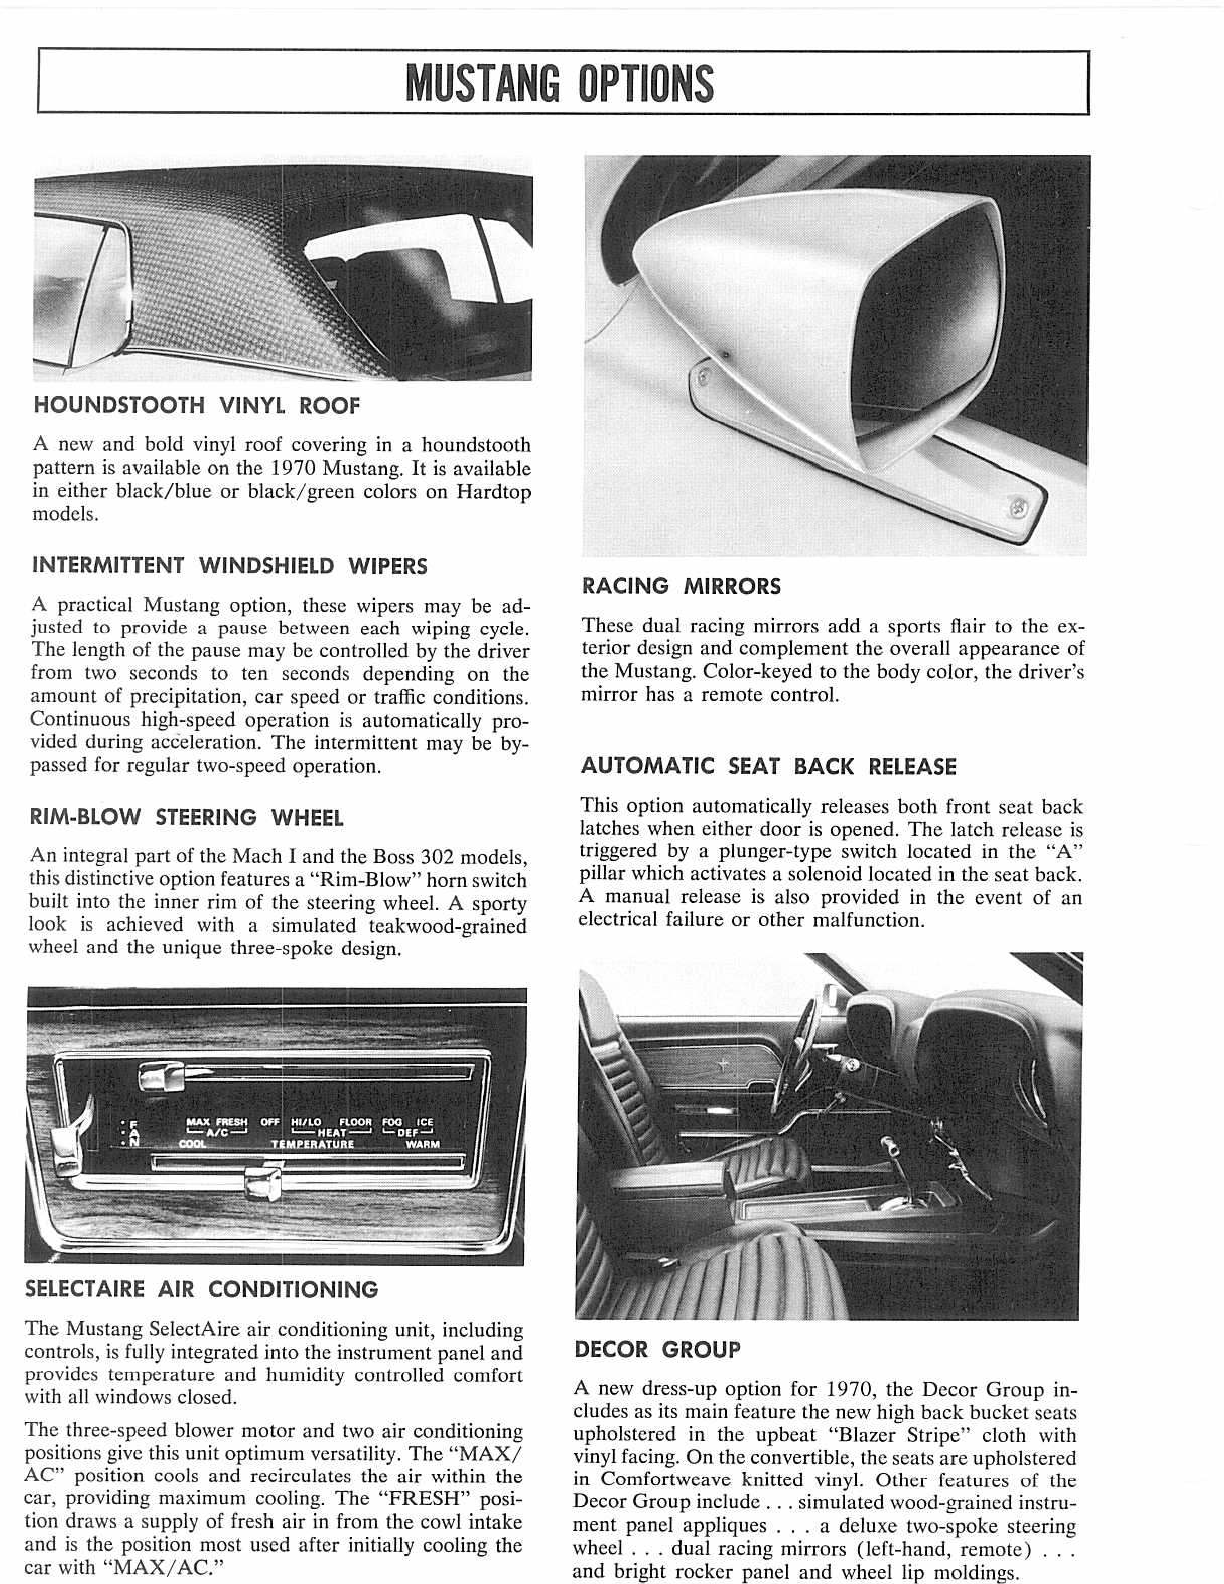 MUSTANG OPTIONS
HOUNDSTOOTH VINYL ROOF
A new and bold vinyl roof covering in a houndstooth
pattern is available on the 1970 Mustang. It is available
in either black/blue or black/green colors on Hardtop
models.
INTERMITTENT WINDSHIELD WIPERS
A practical Mustang option, these wipers may be ad-
justed to provide a pause between each wiping cycle.
The length of the pause may be controlled by the driver
from two seconds to ten seconds depending on the
amount of precipitation, car speed or traffic conditions.
Continuous high-speed operation is automatically pro-
vided during acceleration. The intermittent may be by-
passed for regular two-speed operation.
RIM-BLOW STEERING WHEEL
An integral part of the Mach I and the Boss 302 models,
this distinctive option features a “Rim-Blow” horn switch
built into the inner rim of the steering wheel. A sporty
look is achieved with a simulated teakwood-grained
wheel and the unique three-spoke design.
F
A
N
MAX FRESH OFF HI/LO FLOOR FOG ICE
A/C HEAT DEF
COOL TEMPERATURE WARM
SELECTAIRE AIR CONDITIONING
The Mustang SelectAire air conditioning unit, including
controls, is fully integrated into the instrument panel and
provides temperature and humidity controlled comfort
with all windows closed.
The three-speed blower motor and two air conditioning
positions give this unit optimum versatility. The “MAX/
AC” position cools and recirculates the air within the
car, providing maximum cooling. The “FRESH” posi-
tion draws a supply of fresh air in from the cowl intake
and is the position most used after initially cooling the
car with “MAX/AC.”
RACING MIRRORS
These dual racing mirrors add a sports flair to the ex-
terior design and complement the overall appearance of
the Mustang. Color-keyed to the body color, the driver’s
mirror has a remote control.
AUTOMATIC SEAT BACK RELEASE
This option automatically releases both front seat back
latches when either door is opened. The latch release is
triggered by a plunger-type switch located in the “A”
pillar which activates a solenoid located in the seat back.
A manual release is also provided in the event of an
electrical failure or other malfunction.
DECOR GROUP
A new dress-up option for 1970, the Decor Group in-
cludes as its main feature the new high back bucket seats
upholstered in the upbeat “Blazer Stripe” cloth with
vinyl facing. On the convertible, the seats are upholstered
in Comfortweave knitted vinyl. Other features of the
Decor Group include . . . simulated wood-grained instru-
ment panel appliques . . . a deluxe two-spoke steering
wheel . . . dual racing mirrors (left-hand, remote) . . .
and bright rocker panel and wheel lip moldings.